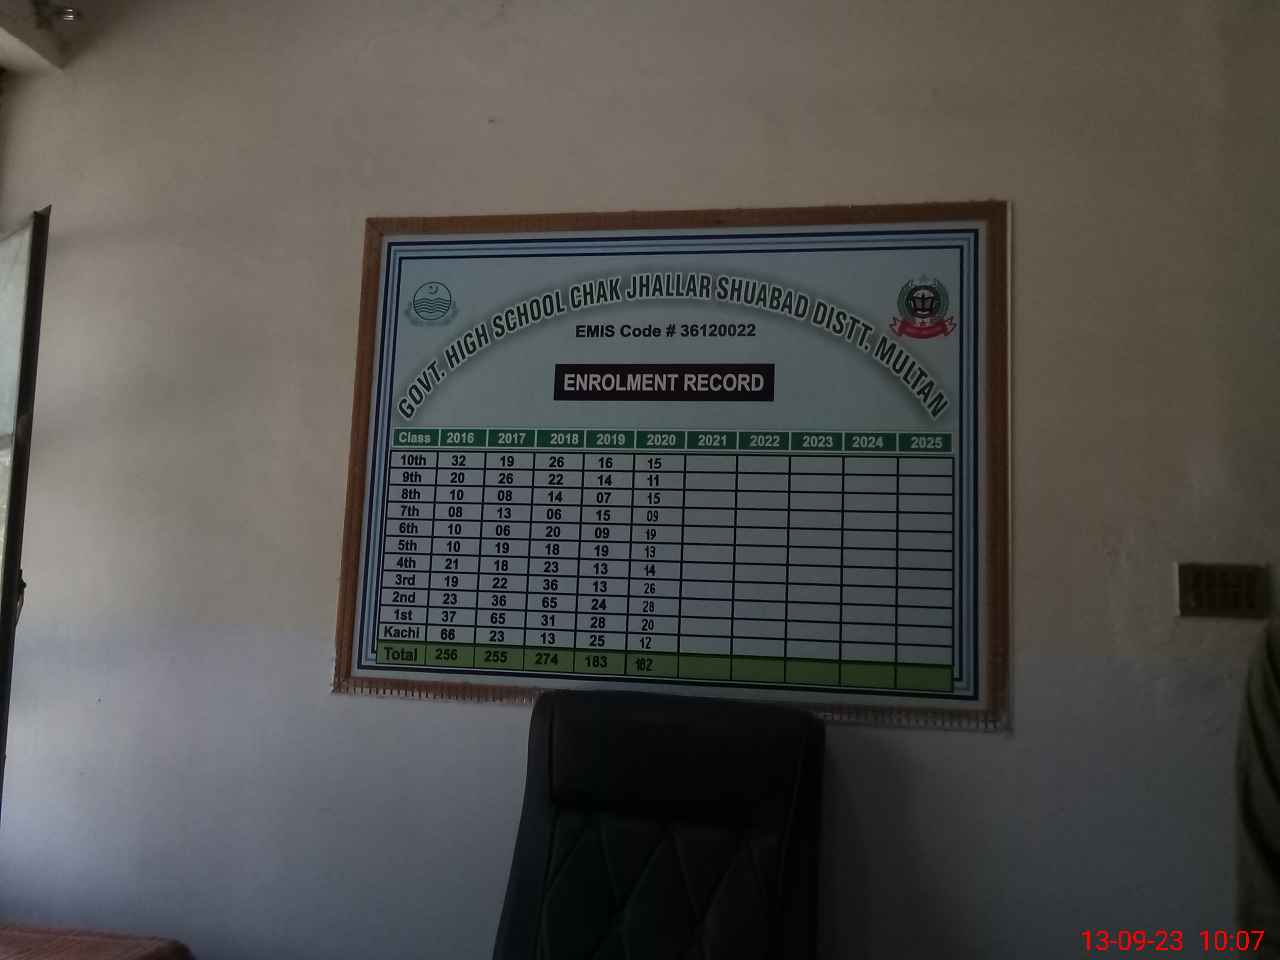 GOVT. HIGH SCHOOL CHAK JHALLAR SHUABAD DISTT. MULTAN
EMIS Code # 36120022
ENROLMENT RECORD
Class 2016 2017 2018 2019 2020 2021 2022 2023 2024 2025
10th 32 19 26 16 15
9th 20 26 22 14 11
8th 10 08 14 07 15
7th 08 13 06 15 09
6th 10 06 20 09 19
5th 10 19 18 19 13
4th 21 18 23 13 14
3rd 19 22 36 13 26
2nd 23 36 65 24 28
1st 37 65 31 28 20
Kachi 66 23 13 25 12
Total 256 255 274 183 182
13-09-23 10:07